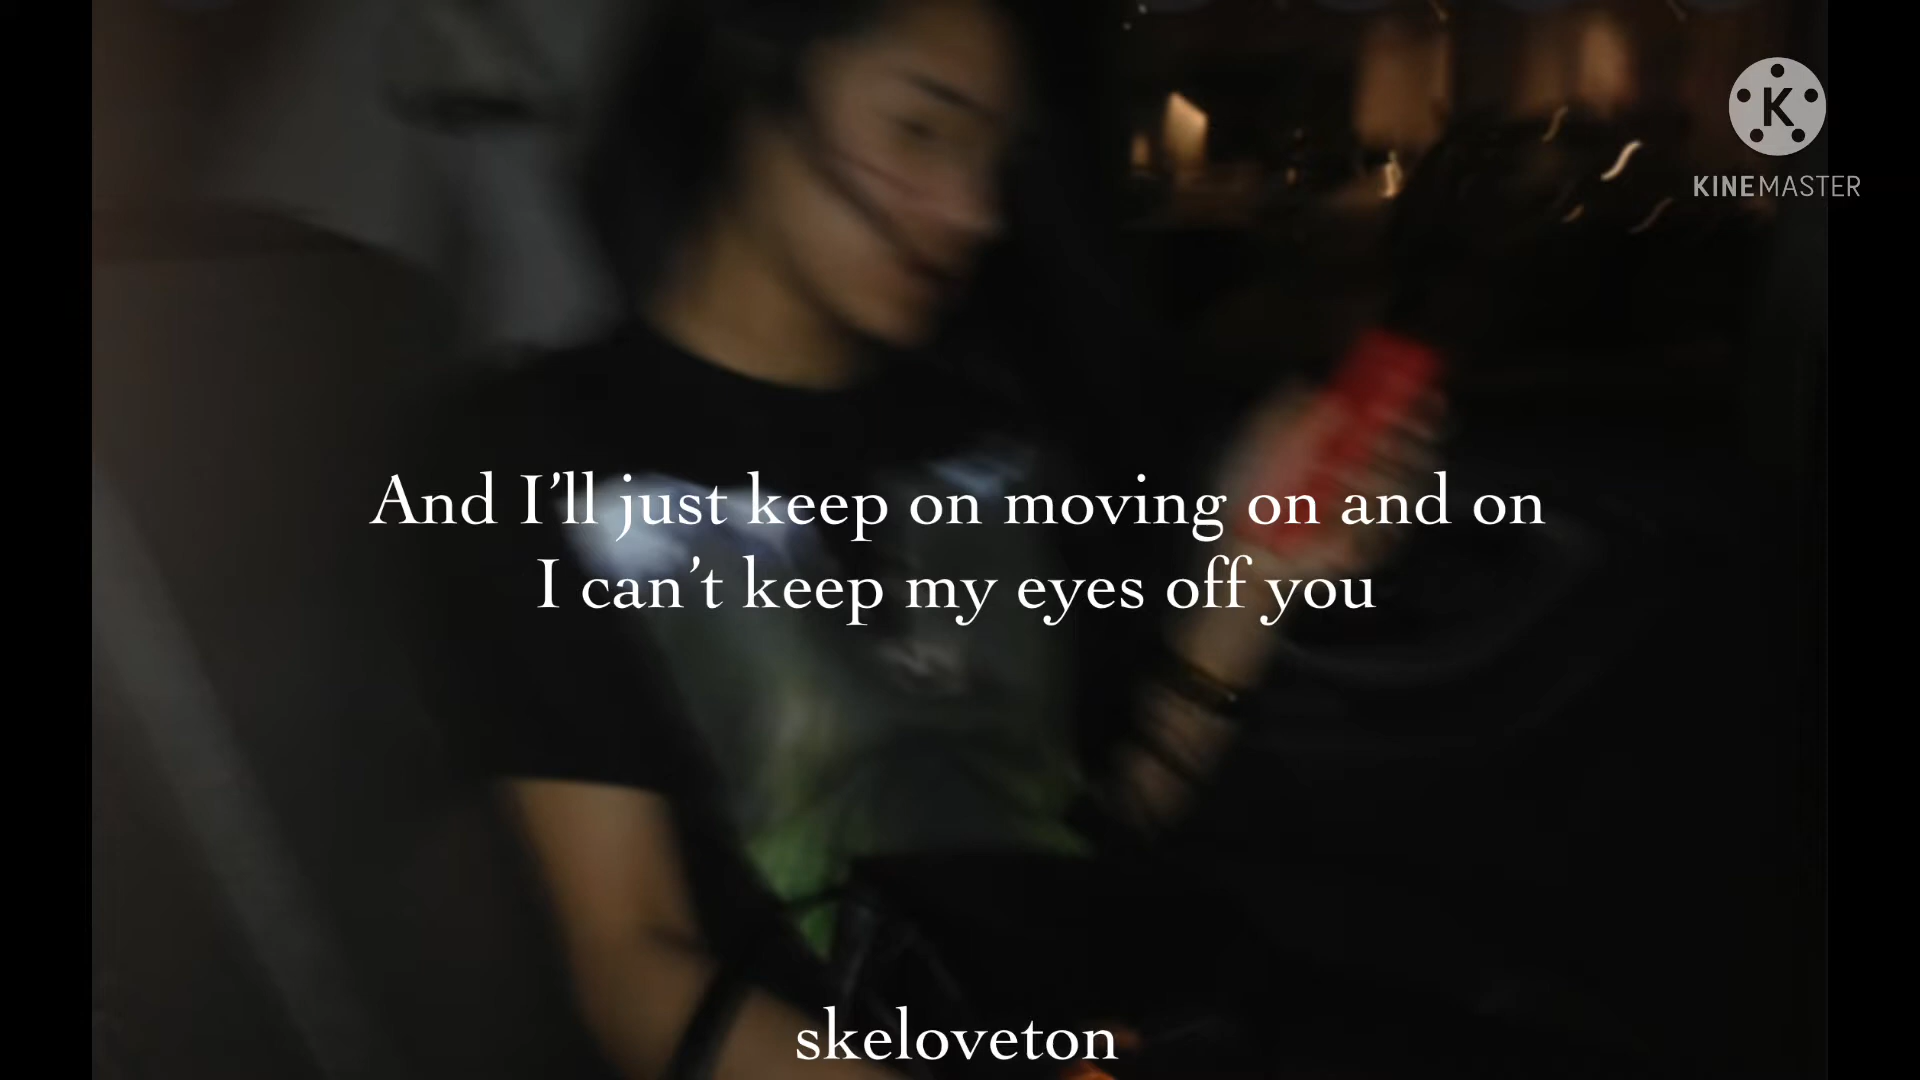 K
KINEMASTER
And I’ll just keep on moving on and on
I can’t keep my eyes off you
skeloveton